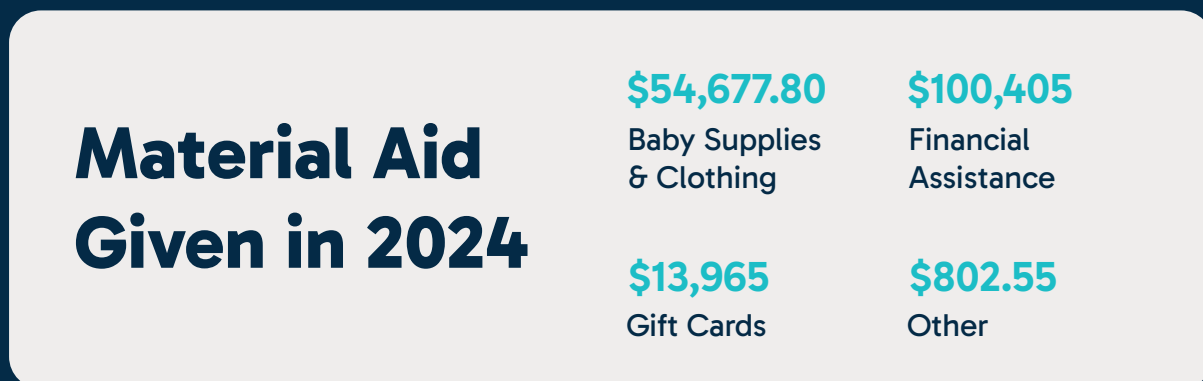 Material Aid
Given in 2024
$54,677.80
Baby Supplies
& Clothing
$100,405
Financial
Assistance
$13,965
Gift Cards
$802.55
Other